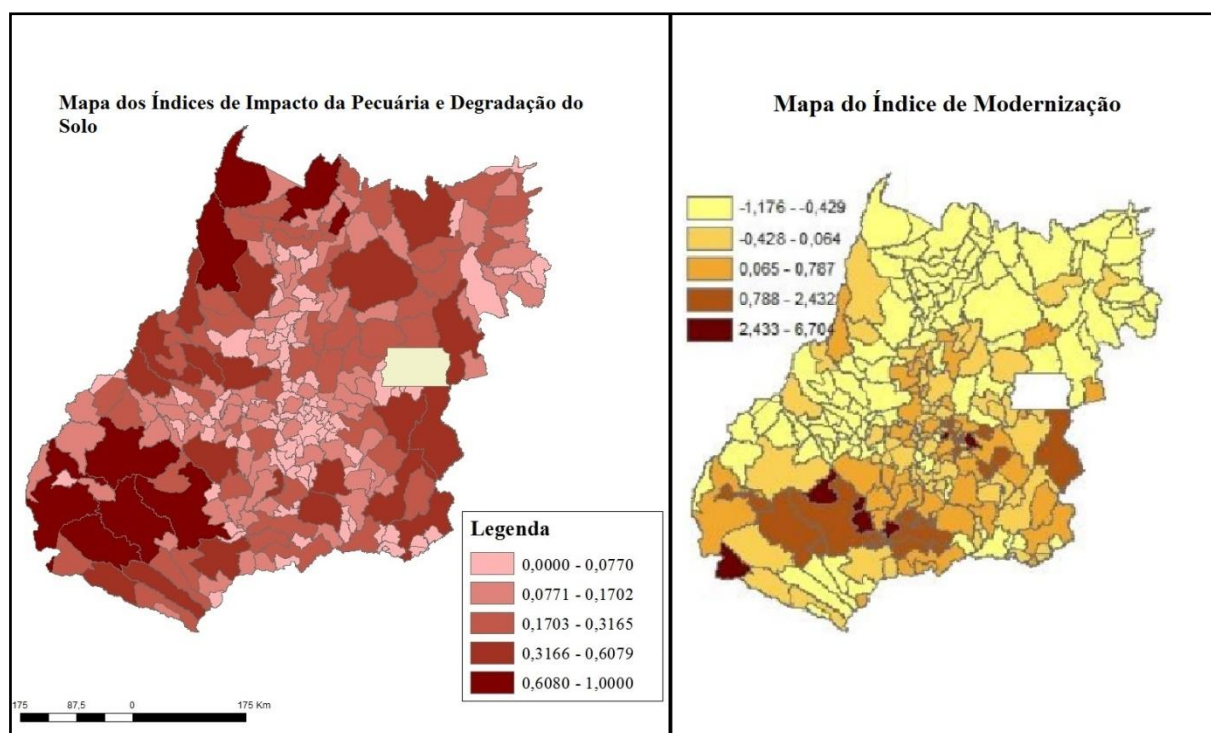 Mapa dos Índices de Impacto da Pecuária e Degradação do
Solo
Legenda
0,0000 - 0,0770
0,0771 - 0,1702
0,1703 - 0,3165
0,3166 - 0,6079
0,6080 - 1,0000
175 87,5 0 175 Km
Mapa do Índice de Modernização
-1,176 - -0,429
-0,428 - 0,064
0,065 - 0,787
0,788 - 2,432
2,433 - 6,704